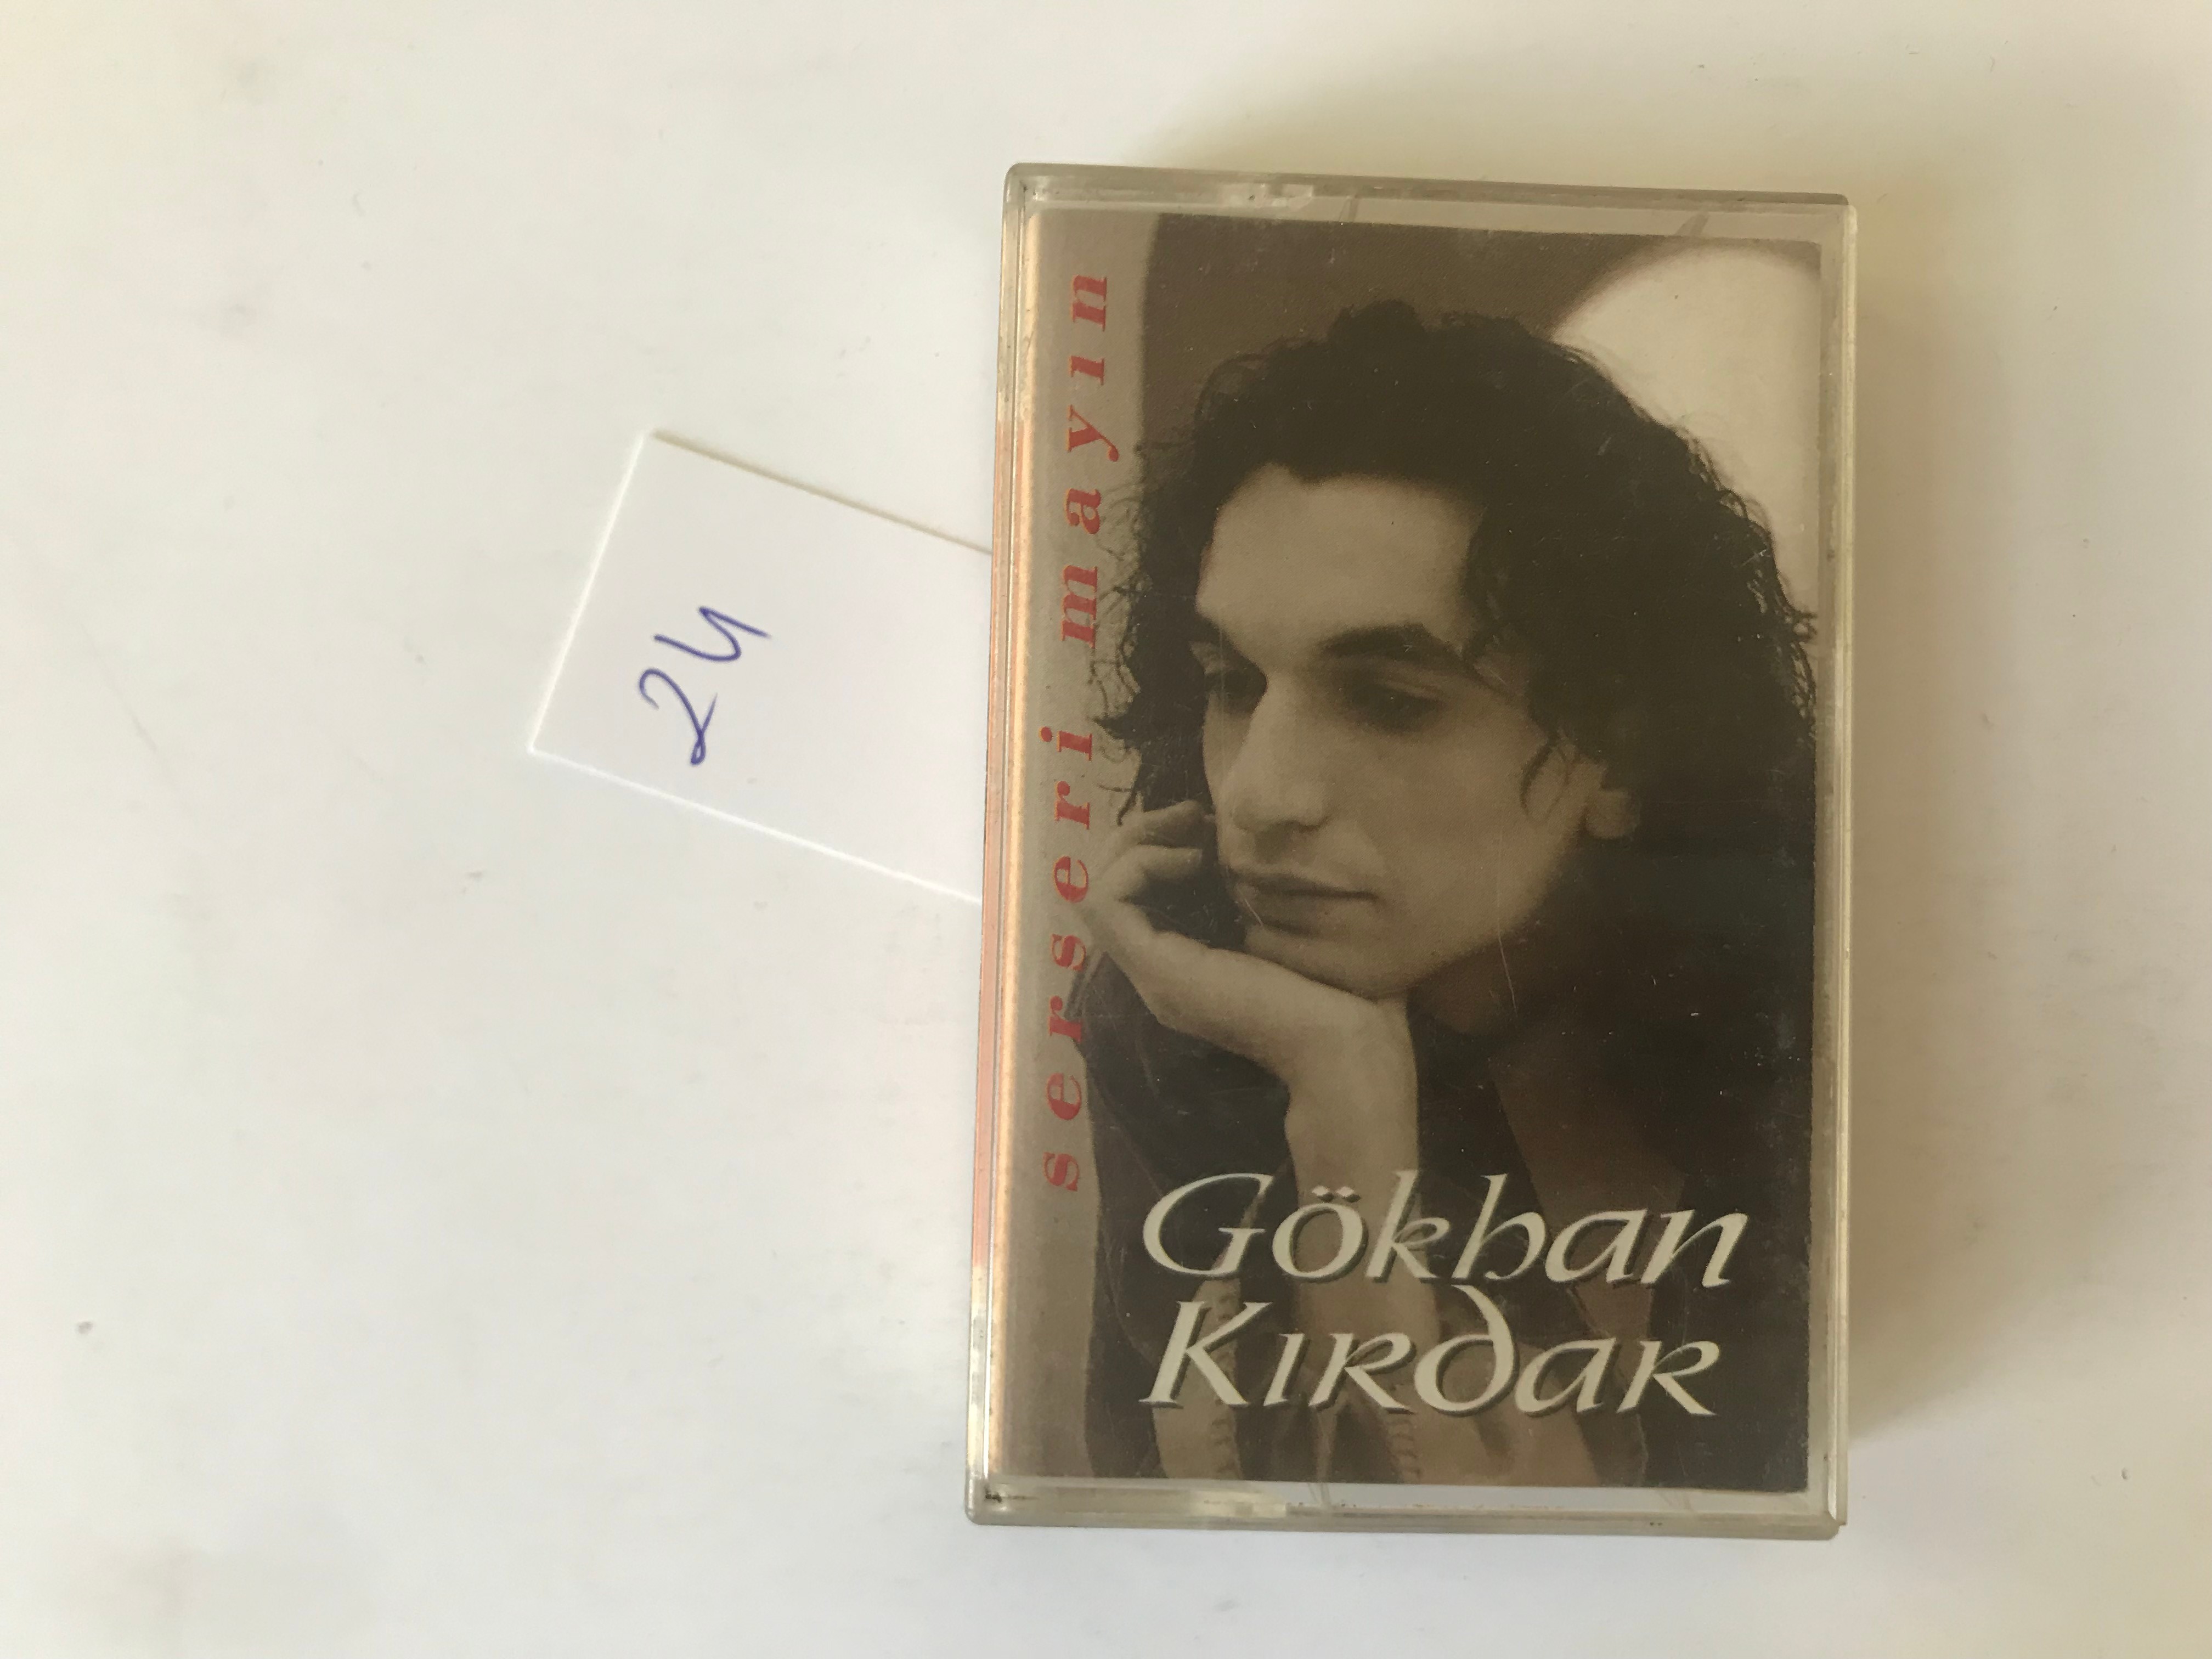 24
serseri mayın
Gökhan
Kırdar